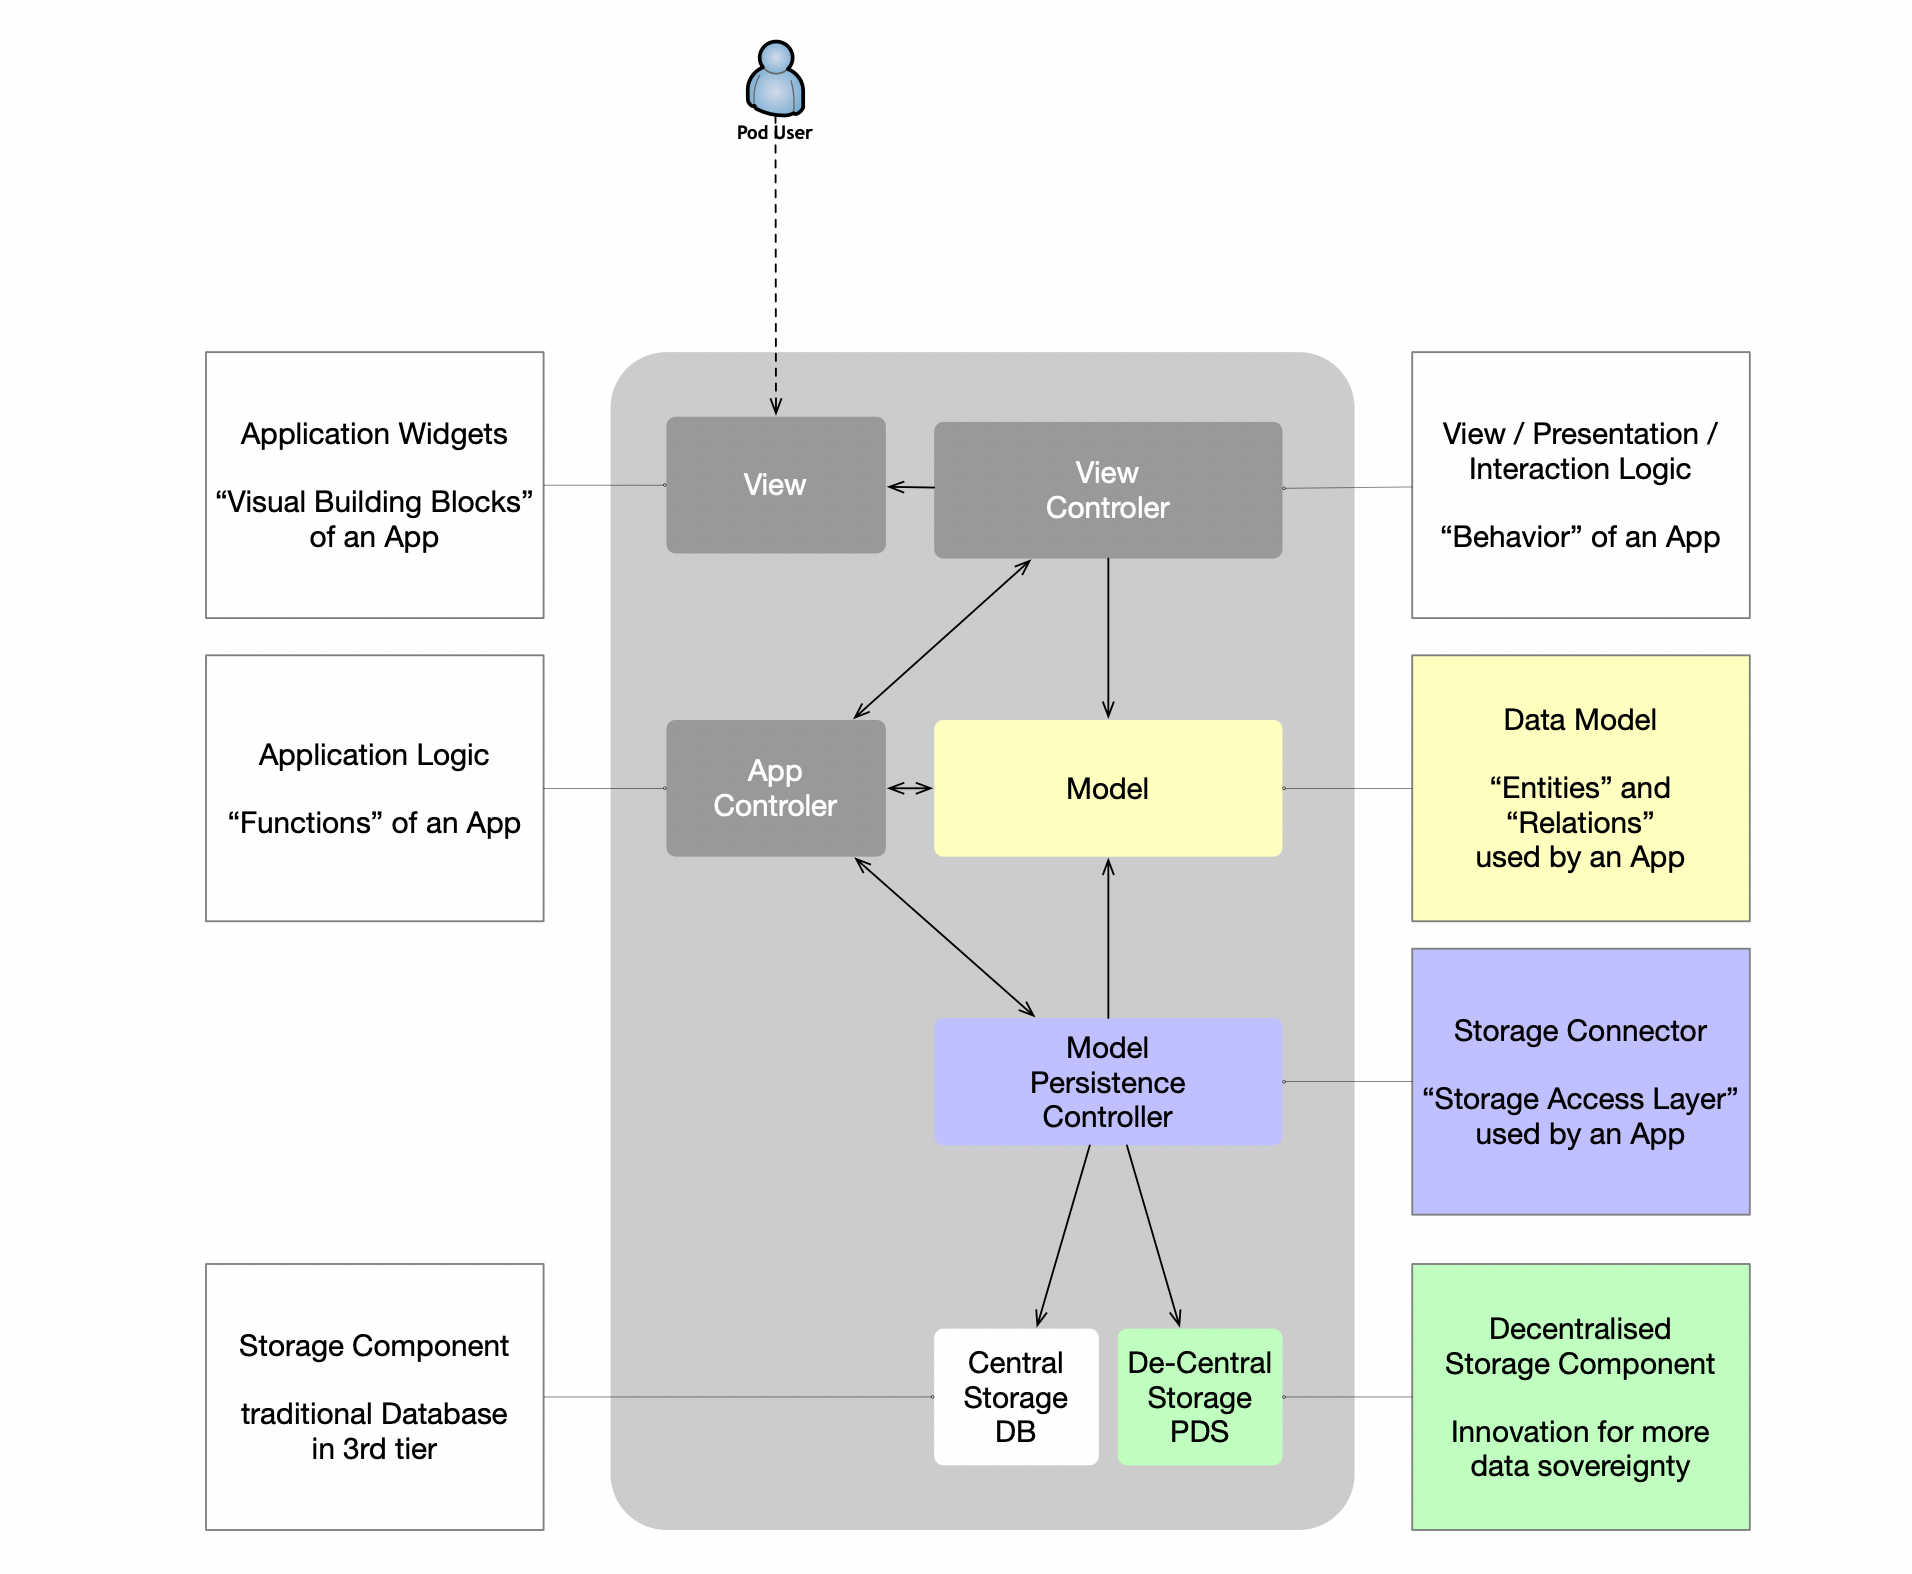 Pod User
Application Widgets
“Visual Building Blocks”
of an App
View
View
Controler
View / Presentation /
Interaction Logic
“Behavior” of an App
Application Logic
“Functions” of an App
App
Controler
Model
Data Model
“Entities” and
“Relations”
used by an App
Model
Persistence
Controller
Storage Connector
“Storage Access Layer”
used by an App
Storage Component
traditional Database
in 3rd tier
Central
Storage
DB
De-Central
Storage
PDS
Decentralised
Storage Component
Innovation for more
data sovereignty